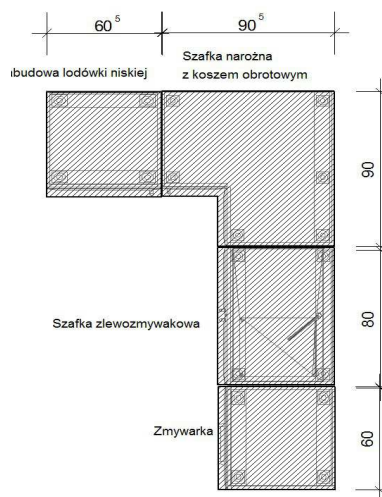 60⁵ 90⁵
Szafka narożna
z koszem obrotowym
budowa lodówki niskiej
90
Szafka zlewozmywakowa
80
Zmywarka
60